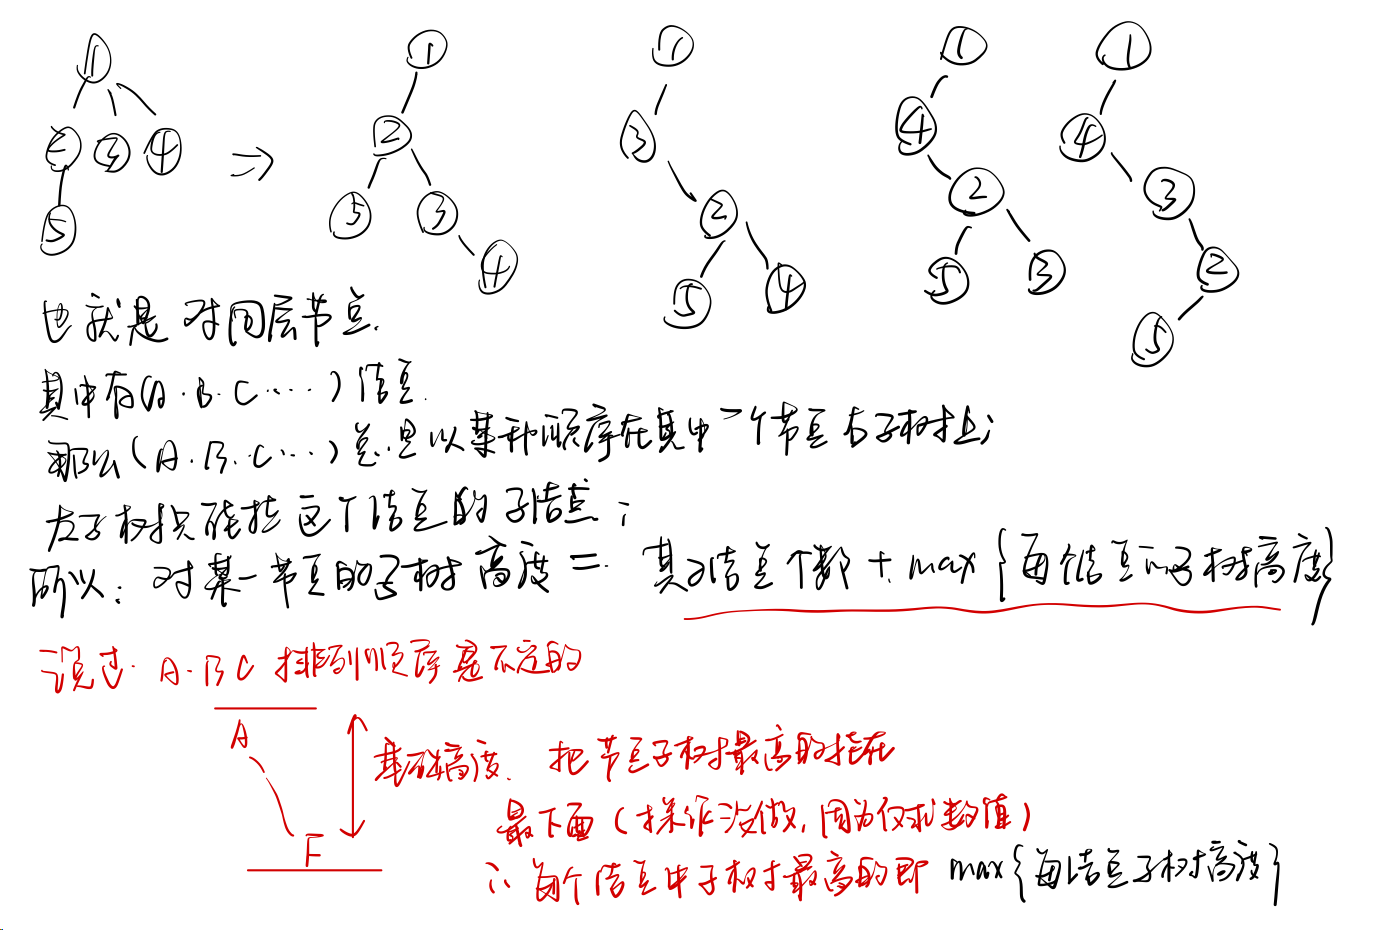 1 1 1 1 1
2 3 4 ⇒ 2 3 4 4
5 5 3 2 2 3
4 5 4 5 3 2
5
也就是 对同层节点.
其中有(A.B.C....)结点.
那么(A.B.C...)总是以某种顺序在其中一个节点右子树上;
左子树只能挂这个结点的子结点;
所以: 对某一节点的子树高度 = 其子结点个数 + max{每个结点的子树高度}
说过. A.B C 排列顺序是不定的
A
基础高度. 把节点子树最高的挂在
最下面 (操作没做, 因为仅求数值)
F
∴ 每个结点中子树最高的即 max{每结点子树高度}